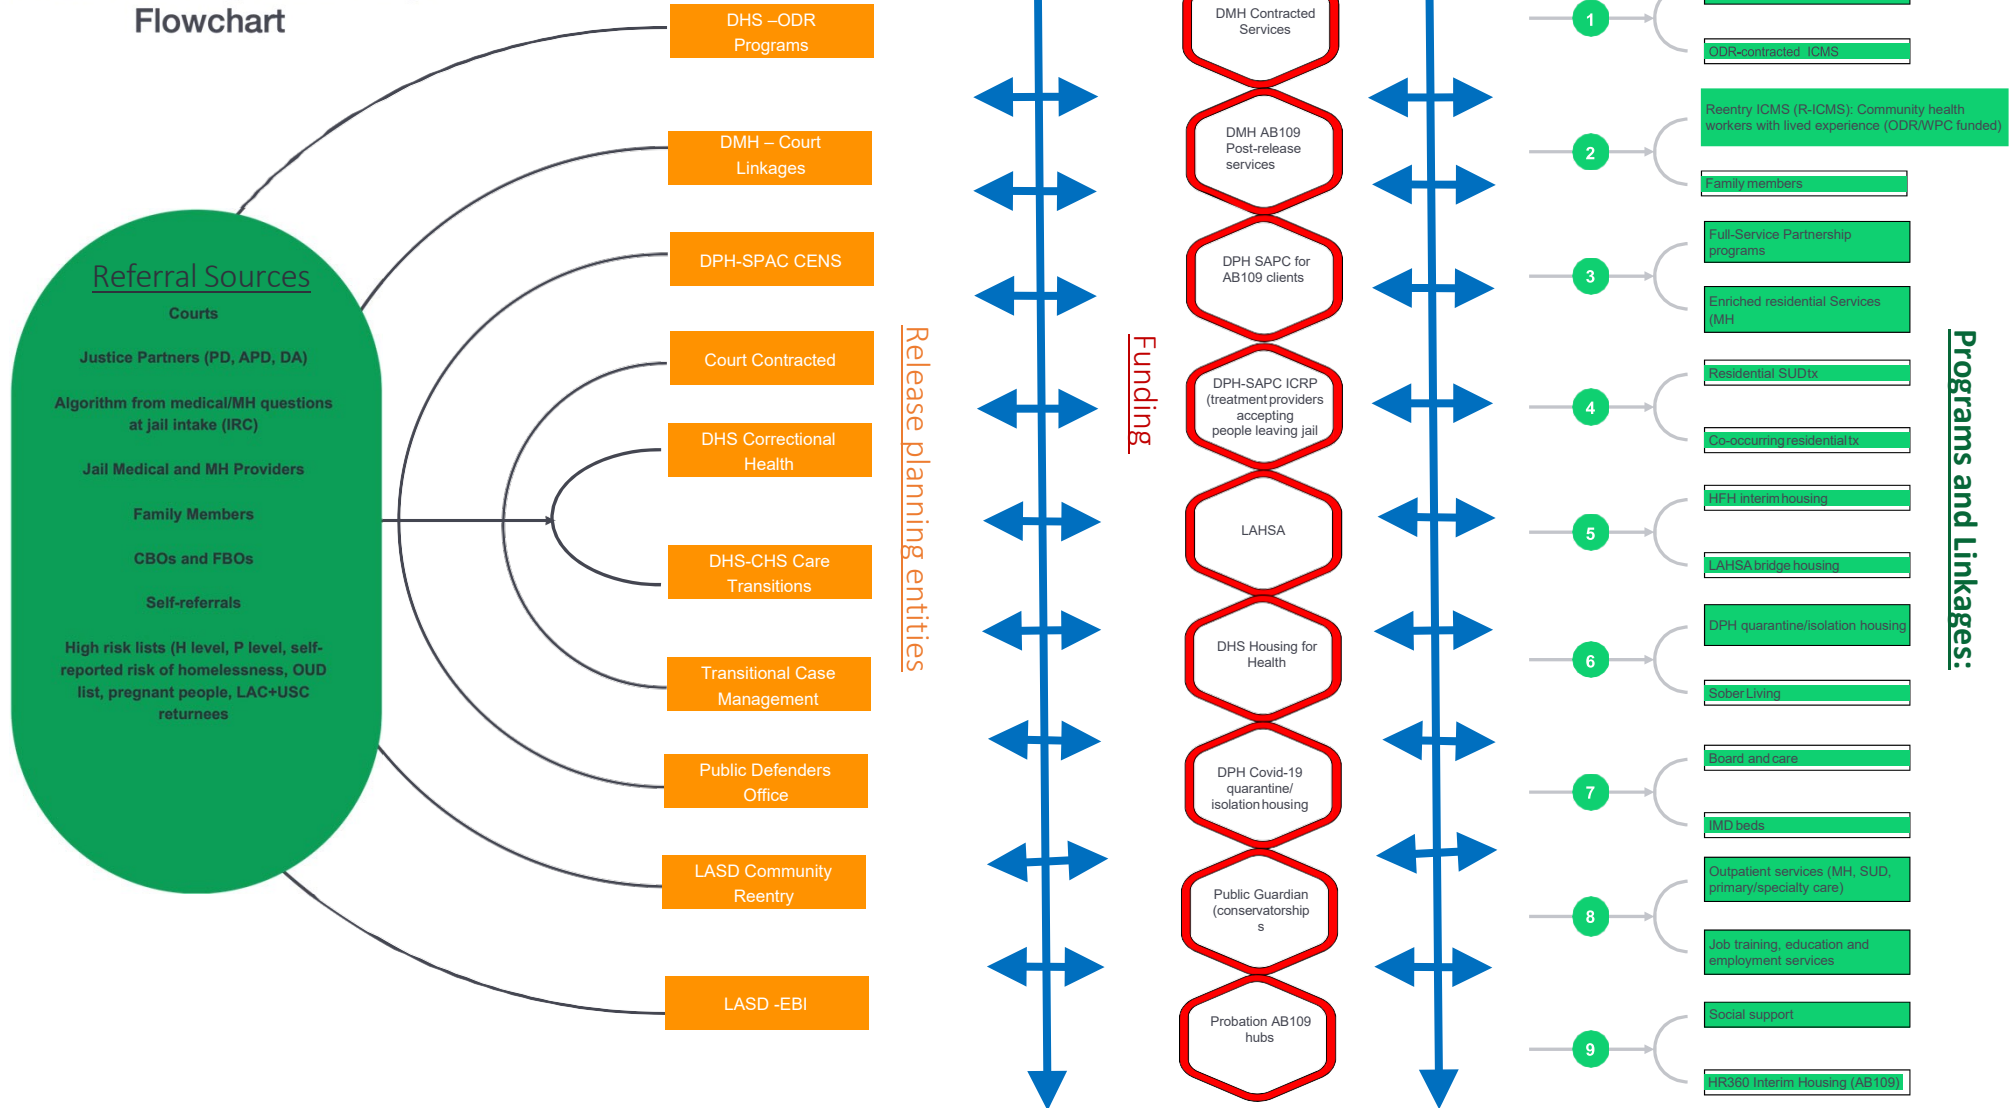 Flowchart
Referral Sources
Courts
Justice Partners (PD, APD, DA)
Algorithm from medical/MH questions
at jail intake (IRC)
Jail Medical and MH Providers
Family Members
CBOs and FBOs
Self-referrals
High risk lists (H level, P level, self-
reported risk of homelessness, OUD
list, pregnant people, LAC+USC
returnees
DHS –ODR
Programs
DMH – Court
Linkages
DPH-SPAC CENS
Court Contracted
DHS Correctional
Health
DHS-CHS Care
Transitions
Transitional Case
Management
Public Defenders
Office
LASD Community
Reentry
LASD -EBI
Release planning entities
Funding
DMH Contracted
Services
DMH AB109
Post-release
services
DPH SAPC for
AB109 clients
DPH-SAPC ICRP
(treatment providers
accepting
people leaving jail
LAHSA
DHS Housing for
Health
DPH Covid-19
quarantine/
isolation housing
Public Guardian
(conservatorship
s
Probation AB109
hubs
1
ODR-contracted ICMS
2
Reentry ICMS (R-ICMS): Community health
workers with lived experience (ODR/WPC funded)
Family members
3
Full-Service Partnership
programs
Enriched residential Services
(MH
4
Residential SUD tx
Co-occurring residential tx
5
HFH interim housing
LAHSA bridge housing
6
DPH quarantine/isolation housing
Sober Living
7
Board and care
IMD beds
8
Outpatient services (MH, SUD,
primary/specialty care)
Job training, education and
employment services
9
Social support
HR360 Interim Housing (AB109)
Programs and Linkages: